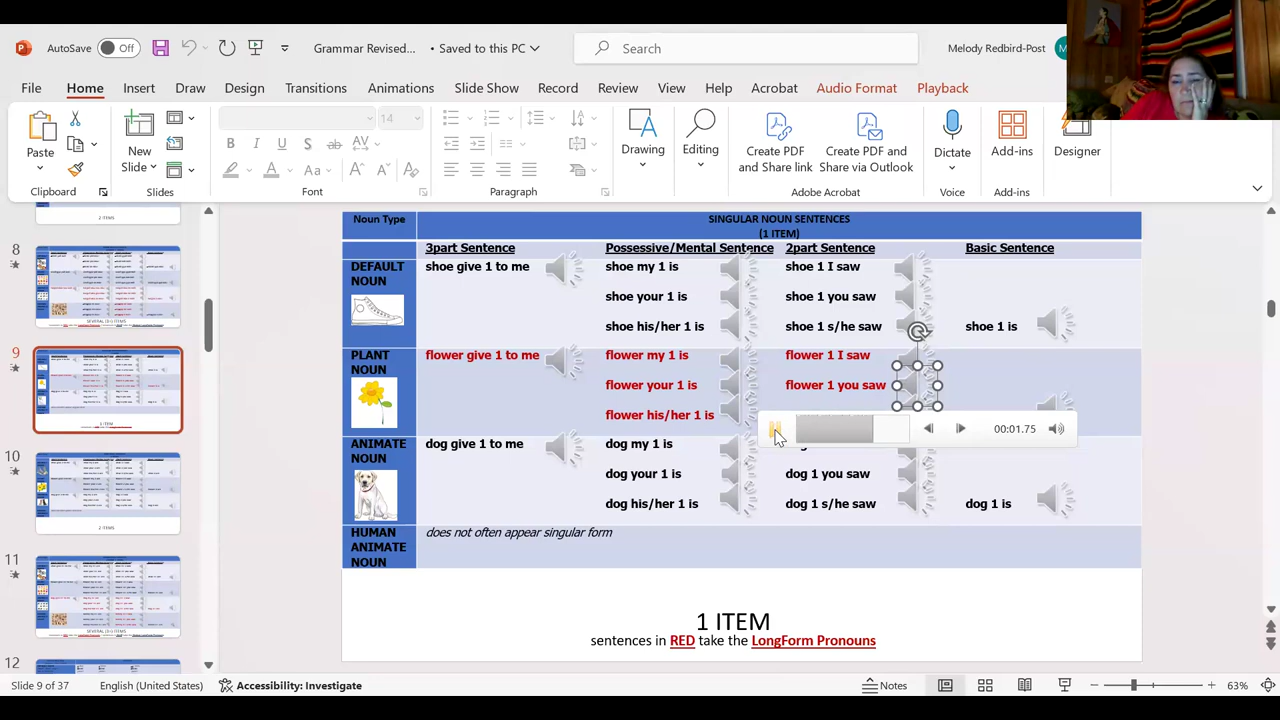 AutoSave Off Grammar Revised... • Saved to this PC Search Melody Redbird-Post M
File Home Insert Draw Design Transitions Animations Slide Show Record Review View Help Acrobat Audio Format Playback
14
Paste New Slide Drawing Editing Create PDF and Share link Create PDF and Share via Outlook Dictate Add-ins Designer
Clipboard Slides Font Paragraph Adobe Acrobat Voice Add-ins
2 ITEMS
8
9
10
2 ITEMS
11
12
Noun Type SINGULAR NOUN SENTENCES
(1 ITEM)
3part Sentence Possessive/Mental Sentence 2part Sentence Basic Sentence
DEFAULT NOUN
shoe give 1 to me shoe my 1 is shoe 1 I saw
shoe your 1 is shoe 1 you saw
shoe his/her 1 is shoe 1 s/he saw shoe 1 is
PLANT NOUN
flower give 1 to me flower my 1 is flower 1 I saw
flower your 1 is flower 1 you saw
flower his/her 1 is
00:01.75
ANIMATE NOUN
dog give 1 to me dog my 1 is
dog your 1 is dog 1 you saw
dog his/her 1 is dog 1 s/he saw dog 1 is
HUMAN ANIMATE NOUN
does not often appear singular form
1 ITEM
sentences in RED take the LongForm Pronouns
Slide 9 of 37 English (United States) Accessibility: Investigate Notes 63%